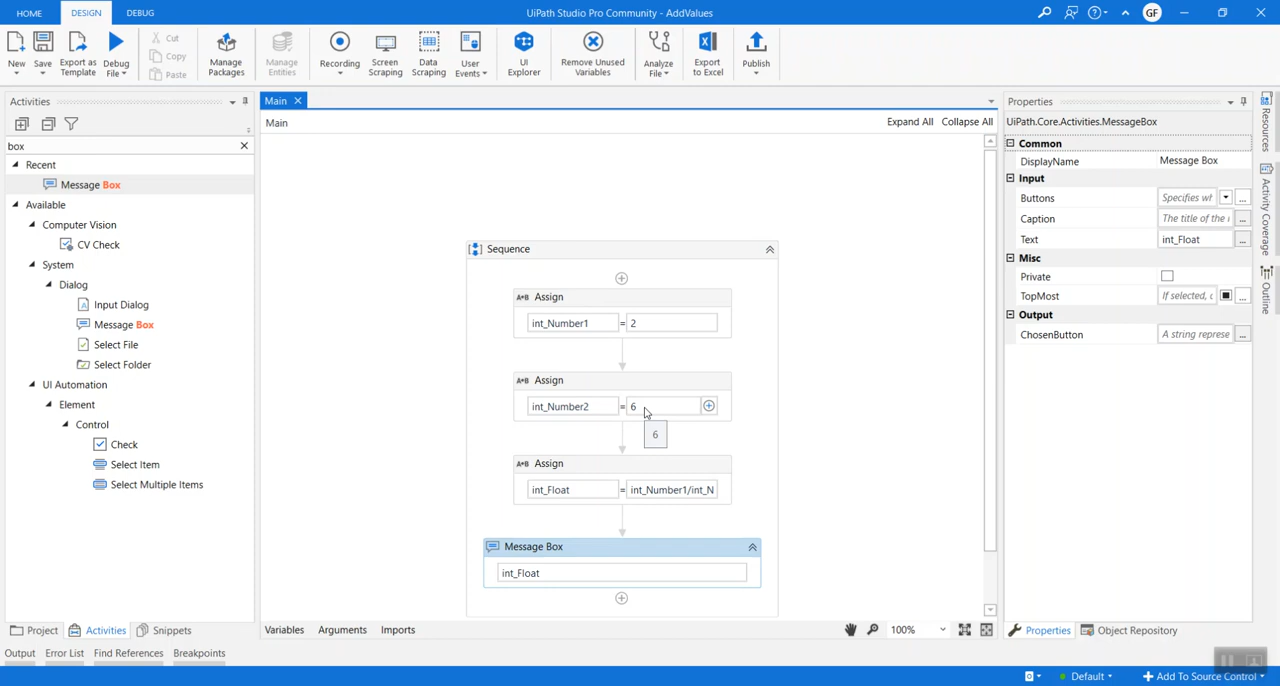 HOME DESIGN DEBUG UiPath Studio Pro Community - AddValues GF
New Save Export as Template Debug File Cut Copy Paste Manage Packages Manage Entities Recording Screen Scraping Data Scraping User Events UI Explorer Remove Unused Variables Analyze File Export to Excel Publish
Activities
box
Recent
Message Box
Available
Computer Vision
CV Check
System
Dialog
Input Dialog
Message Box
Select File
Select Folder
UI Automation
Element
Control
Check
Select Item
Select Multiple Items
Project Activities Snippets
Main
Main Expand All Collapse All
Sequence
A+B Assign
int_Number1 = 2
A+B Assign
int_Number2 = 6
6
A+B Assign
int_Float = int_Number1/int_N
Message Box
int_Float
Variables Arguments Imports 100%
Properties
UiPath.Core.Activities.MessageBox
Common
DisplayName Message Box
Input
Buttons Specifies wh ...
Caption The title of the ...
Text int_Float ...
Misc
Private
TopMost If selected, ...
Output
ChosenButton A string represe ...
Properties Object Repository
Resources
Activity Coverage
Outline
Output Error List Find References Breakpoints
Default Add To Source Control